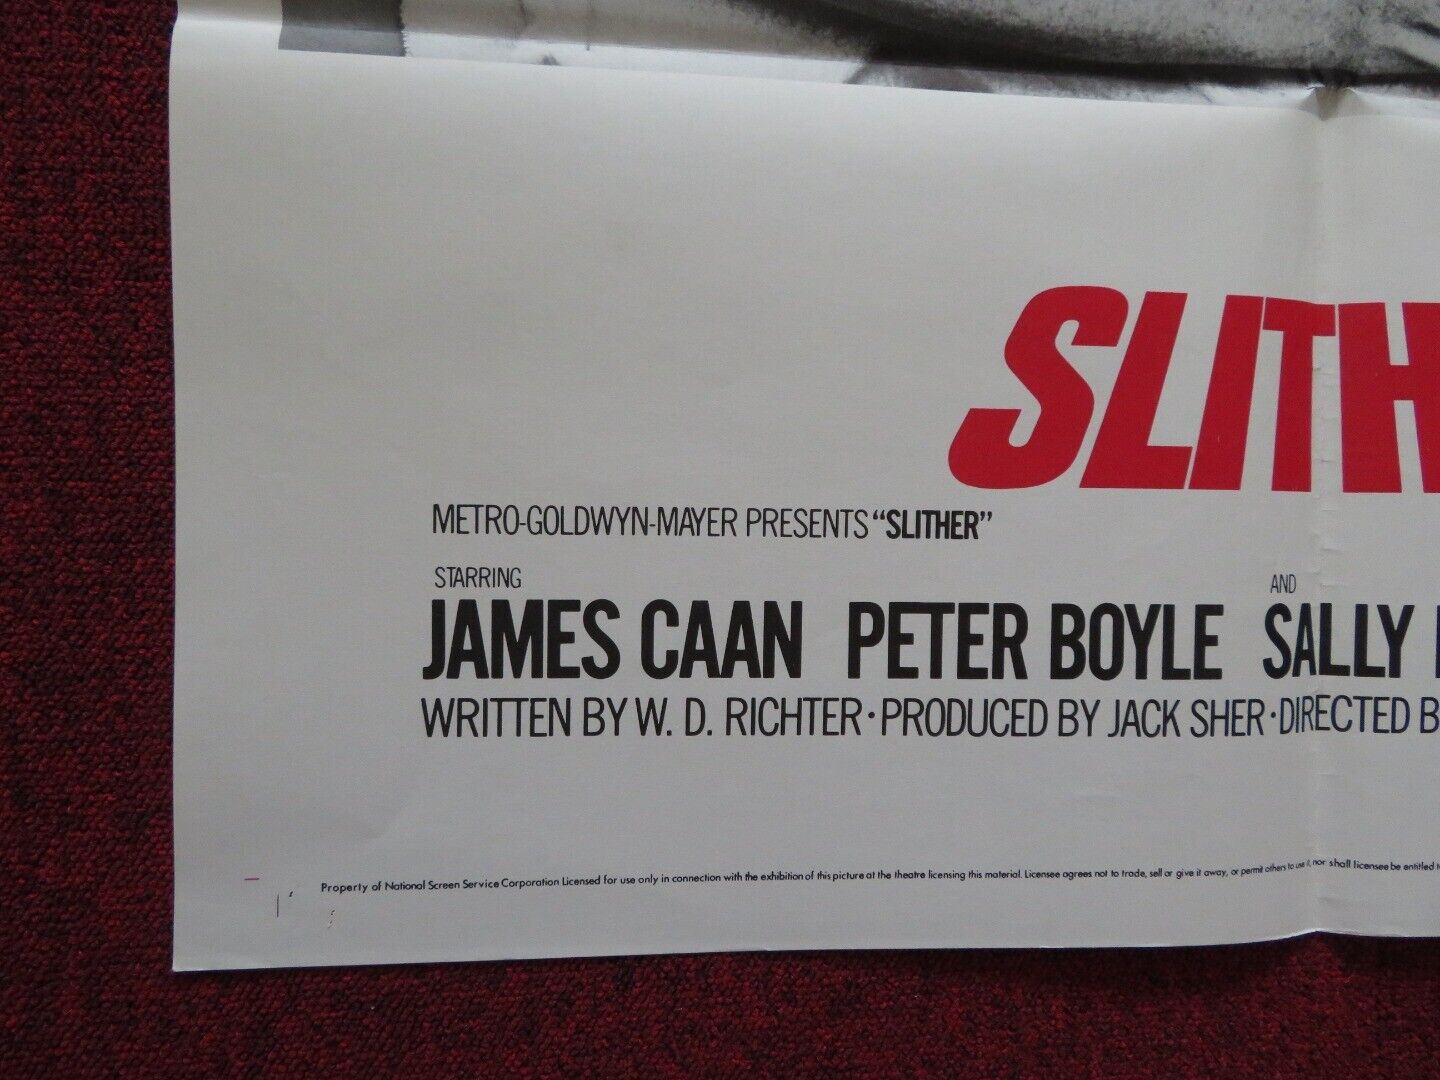 SLITH
METRO-GOLDWYN-MAYER PRESENTS “SLITHER”
STARRING
AND
JAMES CAAN PETER BOYLE SALLY
WRITTEN BY W. D. RICHTER·PRODUCED BY JACK SHER·DIRECTED B
Property of National Screen Service Corporation Licensed for use only in connection with the exhibition of this picture at the theatre licensing this material. Licensee agrees not to trade, sell or give it away, or permit others to use it, nor shall licensee be entitled t